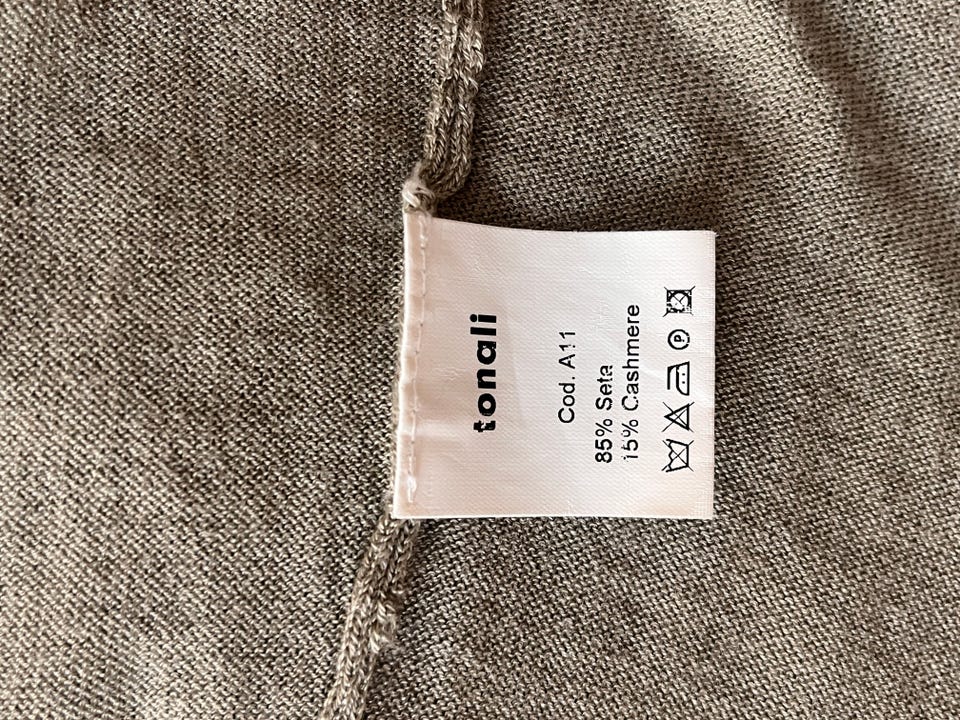 tonali
Cod. A11
85% Seta
15% Cashmere
P